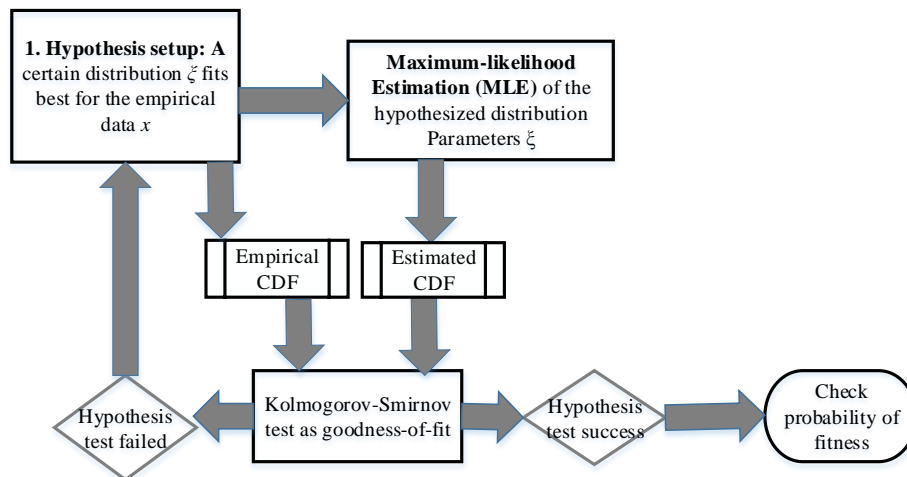 1. Hypothesis setup: A
certain distribution ξ fits
best for the empirical
data x
Maximum-likelihood
Estimation (MLE) of the
hypothesized distribution
Parameters ξ
Empirical
CDF
Estimated
CDF
Hypothesis
test failed
Kolmogorov-Smirnov
test as goodness-of-fit
Hypothesis
test success
Check
probability of
fitness